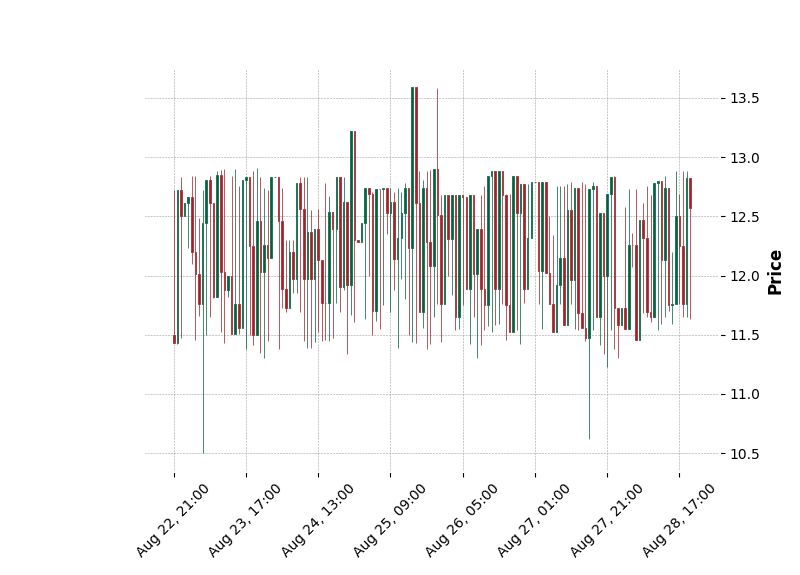 13.5
13.0
12.5
12.0
11.5
11.0
10.5
Price
Aug 22, 21:00
Aug 23, 17:00
Aug 24, 13:00
Aug 25, 09:00
Aug 26, 05:00
Aug 27, 01:00
Aug 27, 21:00
Aug 28, 17:00